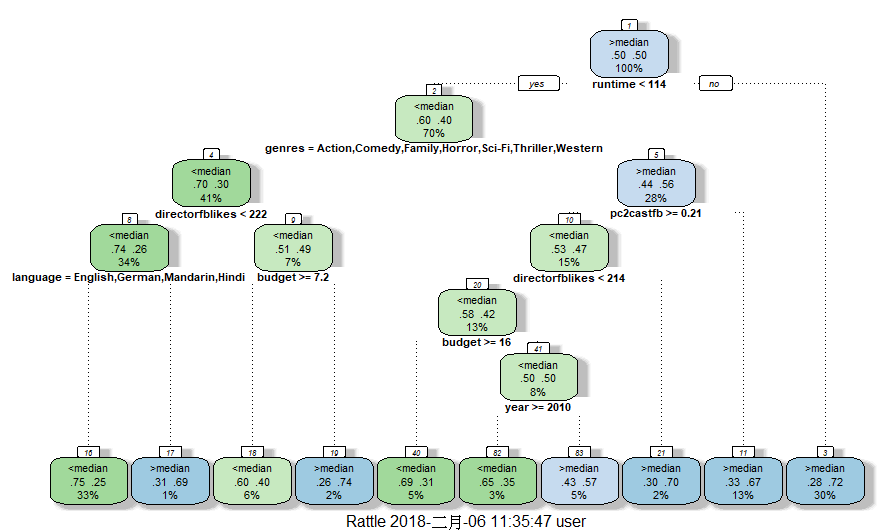 1
>median
.50 .50
100%
yes
runtime < 114
no
2
<median
.60 .40
70%
genres = Action,Comedy,Family,Horror,Sci-Fi,Thriller,Western
4
<median
.70 .30
41%
directorfblikes < 222
5
>median
.44 .56
28%
pc2castfb >= 0.21
8
<median
.74 .26
34%
language = English,German,Mandarin,Hindi
9
<median
.51 .49
7%
budget >= 7.2
10
<median
.53 .47
15%
directorfblikes < 214
20
<median
.58 .42
13%
budget >= 16
41
<median
.50 .50
8%
year >= 2010
16
<median
.75 .25
33%
17
>median
.31 .69
1%
18
<median
.60 .40
6%
19
>median
.26 .74
2%
40
<median
.69 .31
5%
82
<median
.65 .35
3%
83
>median
.43 .57
5%
21
>median
.30 .70
2%
11
>median
.33 .67
13%
3
>median
.28 .72
30%
Rattle 2018-二月-06 11:35:47 user